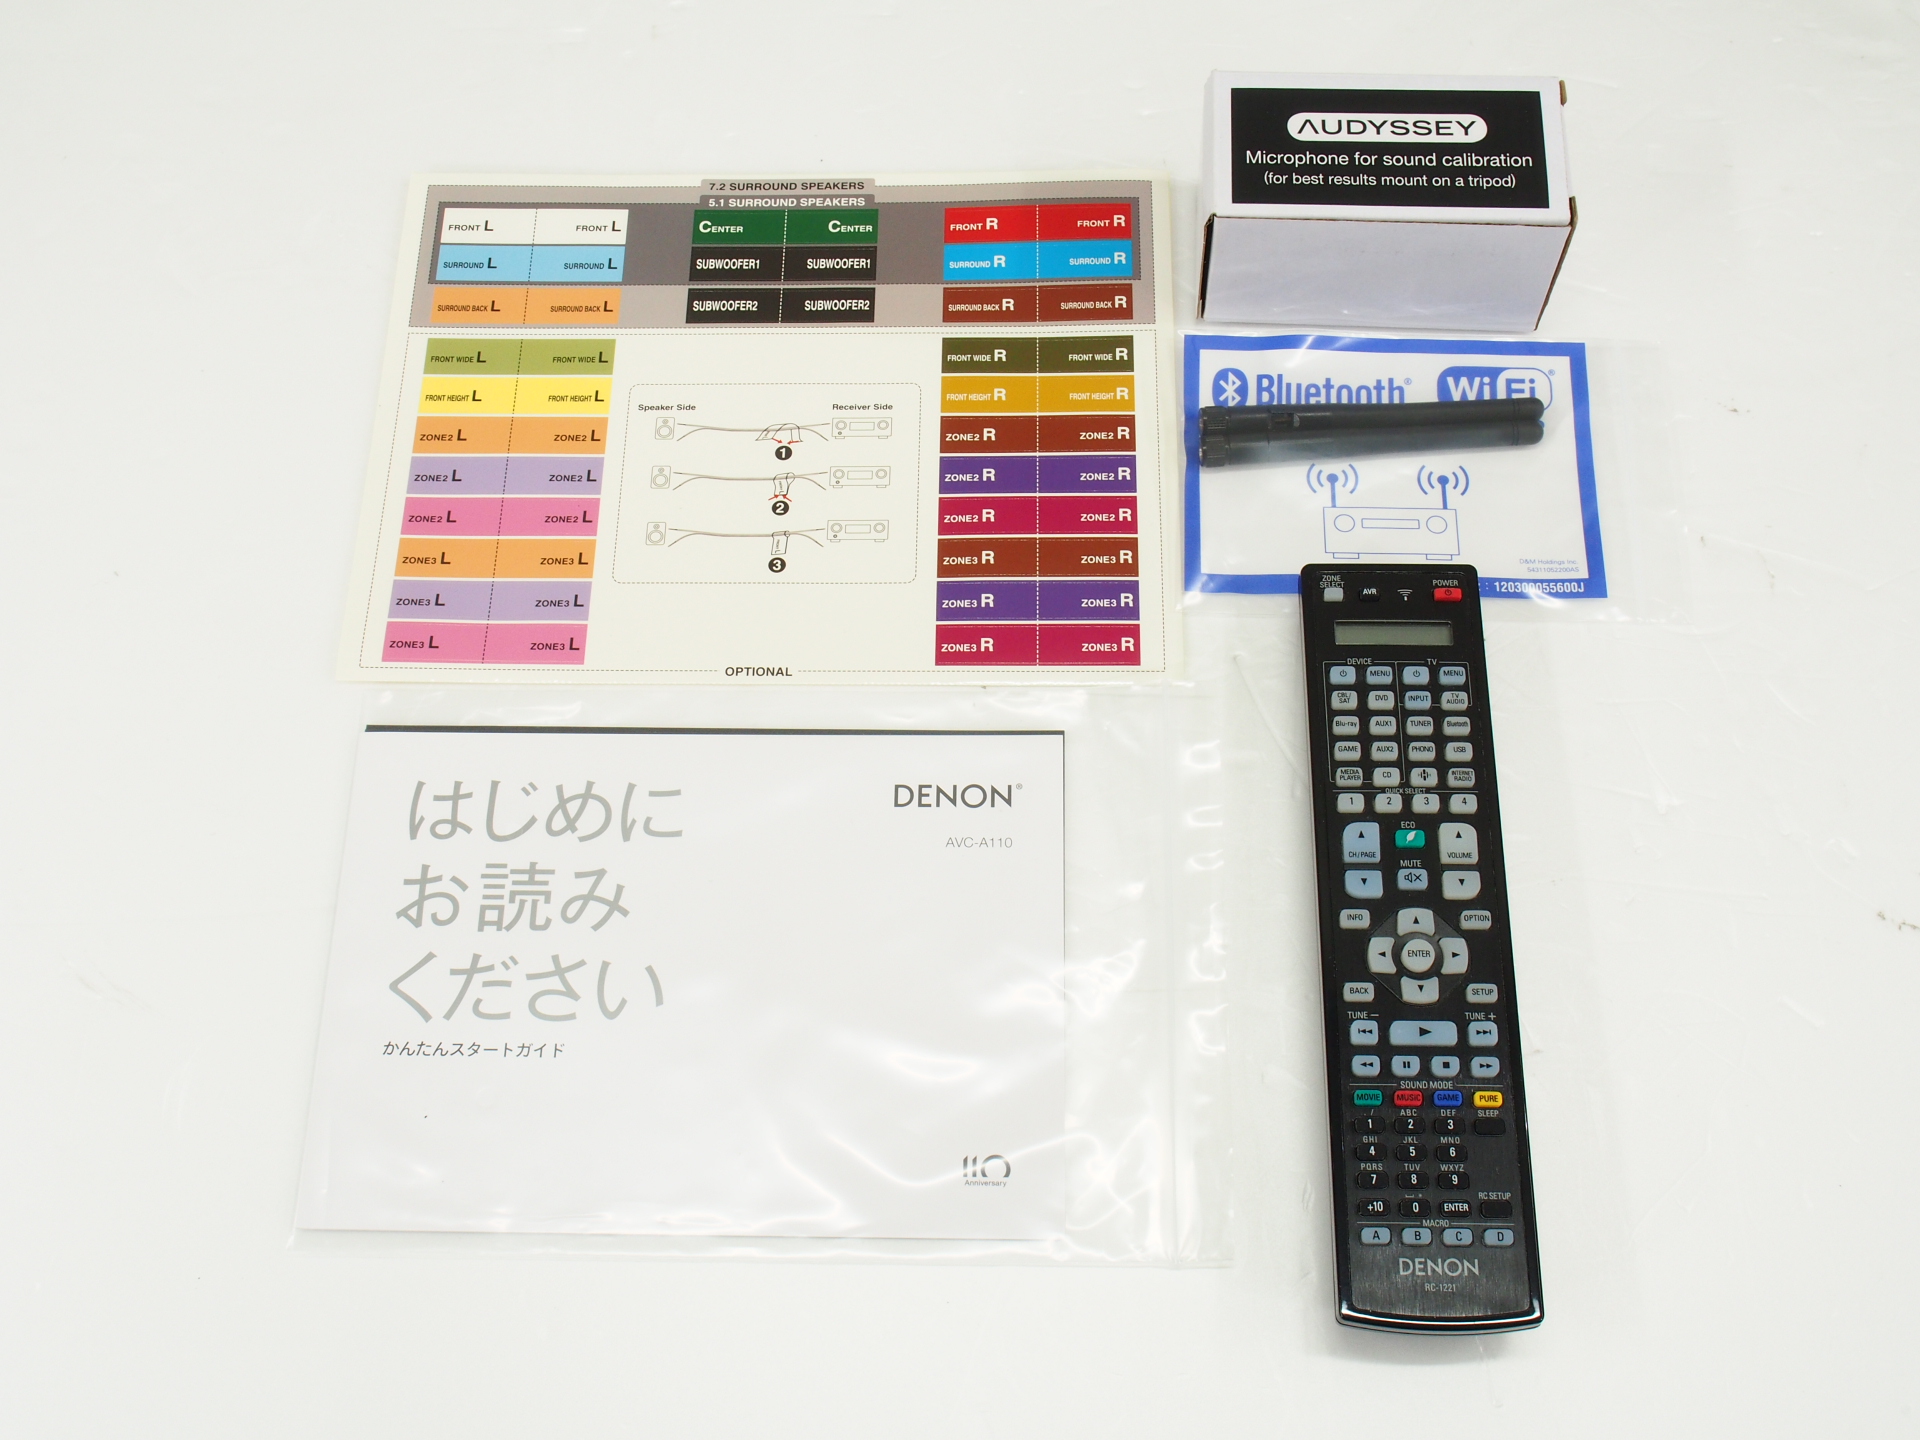 7.2 SURROUND SPEAKERS
5.1 SURROUND SPEAKERS
FRONT L FRONT L CENTER CENTER FRONT R FRONT R
SURROUND L SURROUND L SUBWOOFER1 SUBWOOFER1 SURROUND R SURROUND R
SURROUND BACK L SURROUND BACK L SUBWOOFER2 SUBWOOFER2 SURROUND BACK R SURROUND BACK R
FRONT WIDE L FRONT WIDE L FRONT WIDE R FRONT WIDE R
FRONT HEIGHT L FRONT HEIGHT L FRONT HEIGHT R FRONT HEIGHT R
ZONE2 L ZONE2 L ZONE2 R ZONE2 R
ZONE2 L ZONE2 L ZONE2 R ZONE2 R
ZONE2 L ZONE2 L ZONE2 R ZONE2 R
ZONE3 L ZONE3 L ZONE3 R ZONE3 R
ZONE3 L ZONE3 L ZONE3 R ZONE3 R
ZONE3 L ZONE3 L ZONE3 R ZONE3 R
Speaker Side Receiver Side
1
2
3
OPTIONAL
AUDYSSEY
Microphone for sound calibration
(for best results mount on a tripod)
Bluetooth® Wi Fi®
D&M Holdings Inc.
54311052200AS
: 120300055600J
はじめに
お読み
ください
かんたんスタートガイド
DENON®
AVC-A110
110
Anniversary
ZONE SELECT AVR POWER
DEVICE TV
MENU MENU
CBL/SAT DVD INPUT TV AUDIO
Blu-ray AUX1 TUNER Bluetooth
GAME AUX2 PHONO USB
MEDIA PLAYER CD INTERNET RADIO
QUICK SELECT
1 2 3 4
ECO
CH/PAGE VOLUME
MUTE
INFO OPTION
ENTER
BACK SETUP
TUNE − TUNE +
SOUND MODE
MOVIE MUSIC GAME PURE
./ ABC DEF SLEEP
1 2 3
GHI JKL MNO
4 5 6
PQRS TUV WXYZ
7 8 9
RC SETUP
+10 0 ENTER
MACRO
A B C D
DENON
RC-1221